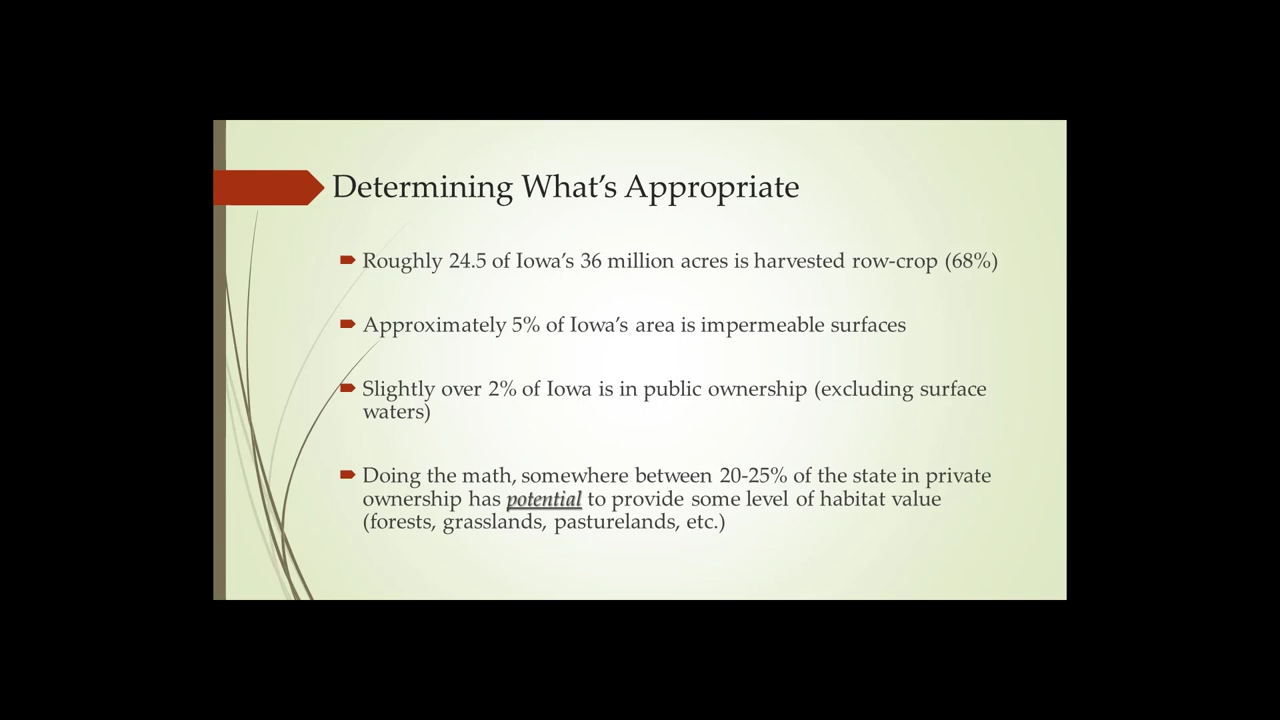 Determining What's Appropriate
Roughly 24.5 of Iowa's 36 million acres is harvested row-crop (68%)
Approximately 5% of Iowa's area is impermeable surfaces
Slightly over 2% of Iowa is in public ownership (excluding surface
waters)
Doing the math, somewhere between 20-25% of the state in private
ownership has potential to provide some level of habitat value
(forests, grasslands, pasturelands, etc.)